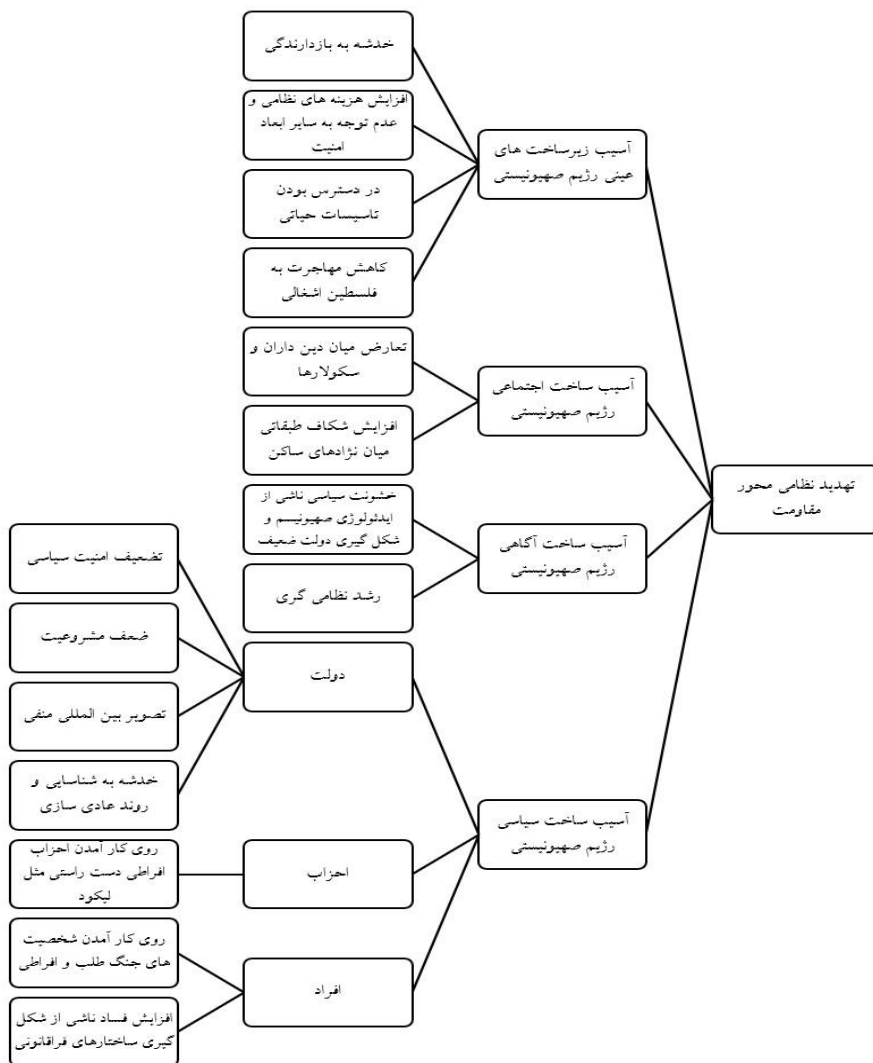 تهدید نظامی محور
مقاومت
آسیب زیرساخت های
عینی رژیم صهیونیستی
خدشه به بازدارندگی
افزایش هزینه های نظامی و
عدم توجه به سایر ابعاد
امنیت
در دسترس بودن
تاسیسات حیاتی
کاهش مهاجرت به
فلسطین اشغالی
آسیب ساخت اجتماعی
رژیم صهیونیستی
تعارض میان دین داران و
سکولارها
افزایش شکاف طبقاتی
میان نژادهای ساکن
آسیب ساخت آگاهی
رژیم صهیونیستی
خشونت سیاسی ناشی از
ایدئولوژی صهیونیسم و
شکل گیری دولت ضعیف
رشد نظامی گری
آسیب ساخت سیاسی
رژیم صهیونیستی
دولت
تضعیف امنیت سیاسی
ضعف مشروعیت
تصویر بین المللی منفی
خدشه به شناسایی و
روند عادی سازی
احزاب
روی کار آمدن احزاب
افراطی دست راستی مثل
لیکود
افراد
روی کار آمدن شخصیت
های جنگ طلب و افراطی
افزایش فساد ناشی از شکل
گیری ساختارهای فراقانونی